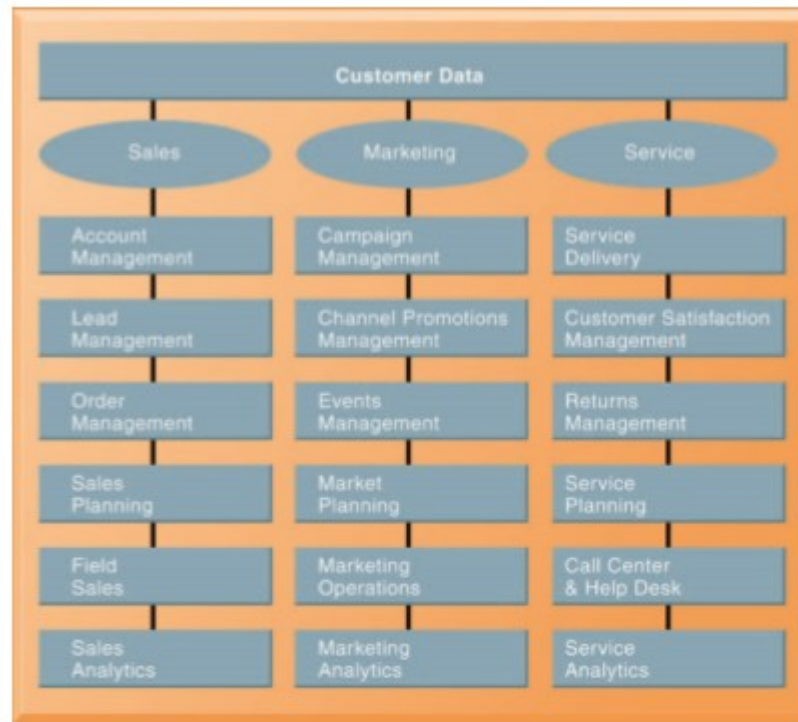 Customer Data
Sales
Marketing
Service
Account
Management
Campaign
Management
Service
Delivery
Lead
Management
Channel Promotions
Management
Customer Satisfaction
Management
Order
Management
Events
Management
Returns
Management
Sales
Planning
Market
Planning
Service
Planning
Field
Sales
Marketing
Operations
Call Center
& Help Desk
Sales
Analytics
Marketing
Analytics
Service
Analytics